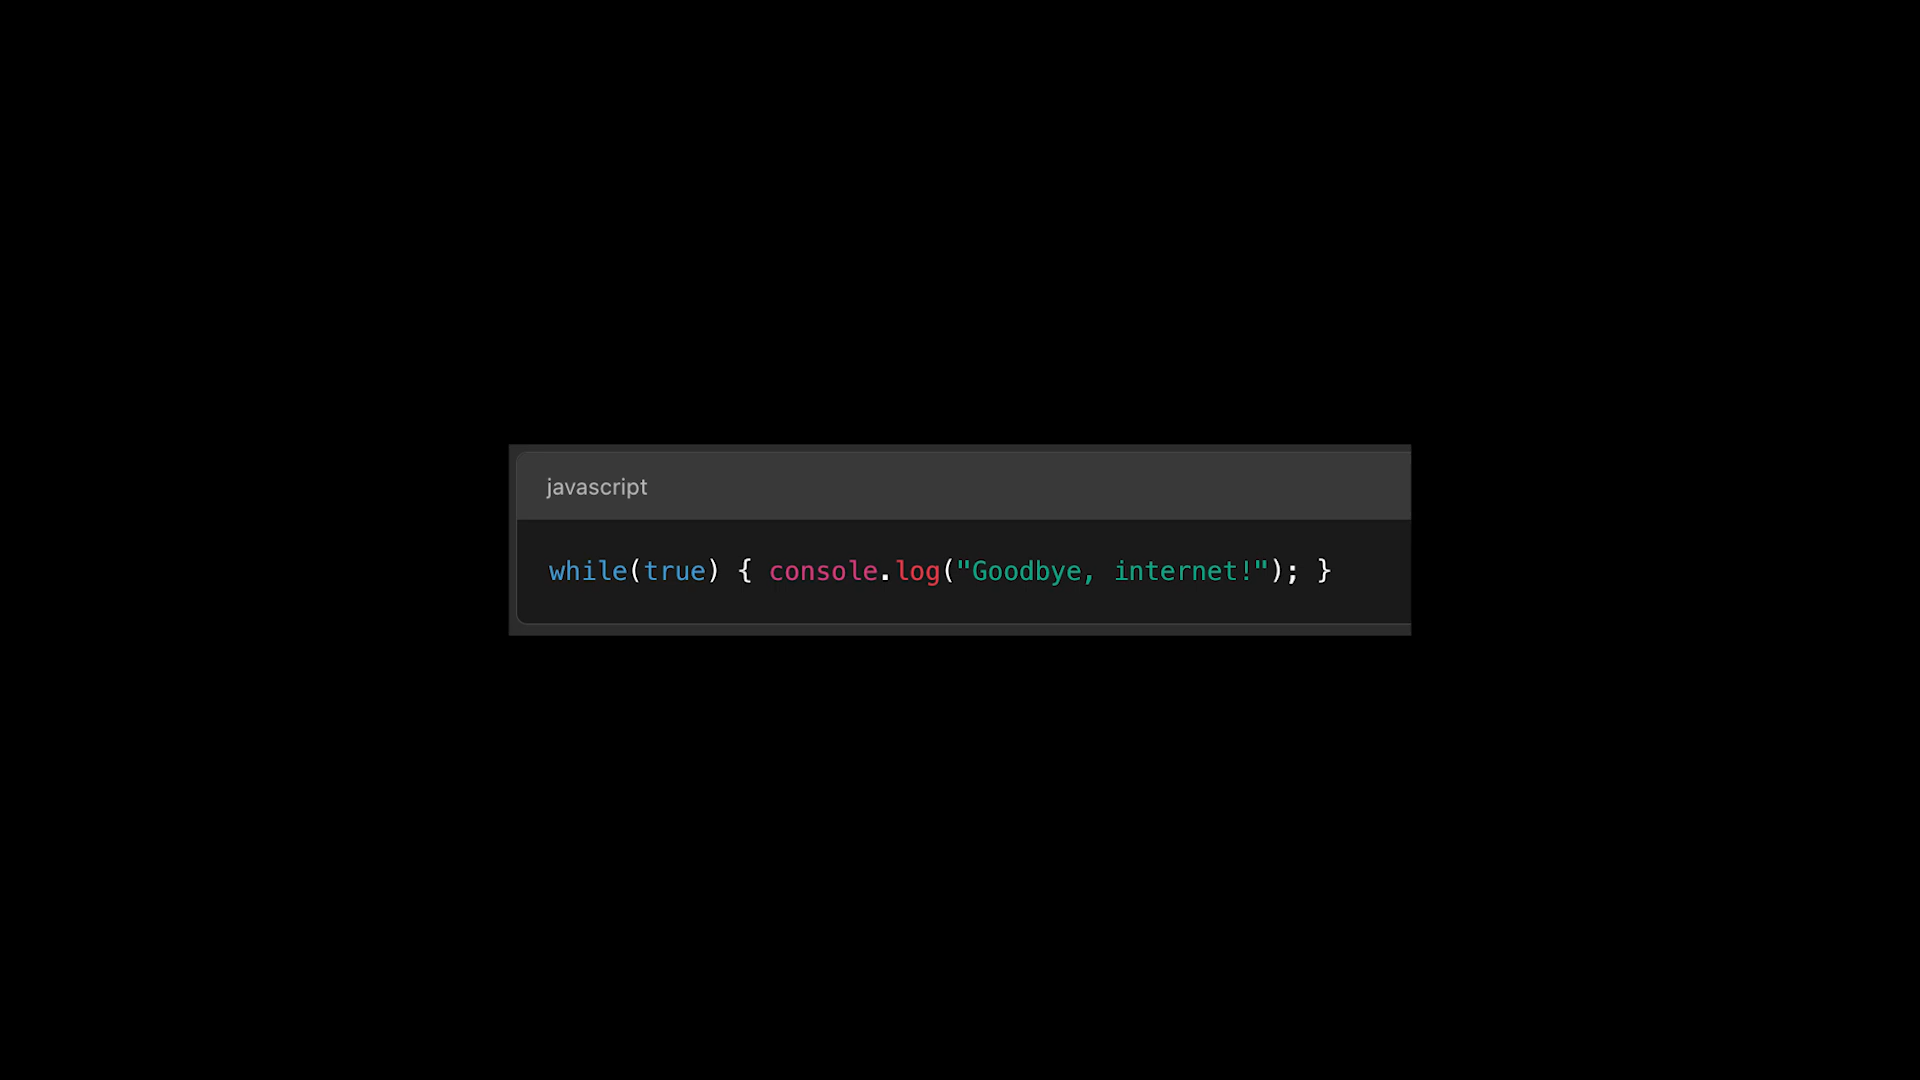 javascript
while(true) { console.log("Goodbye, internet!"); }